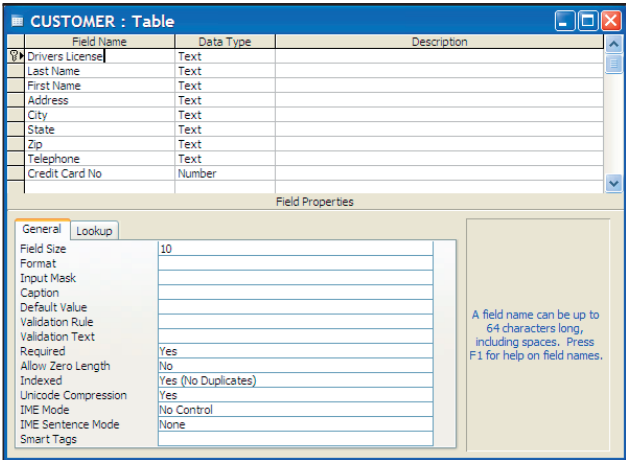 CUSTOMER : Table
Field Name Data Type Description
Drivers License Text
Last Name Text
First Name Text
Address Text
City Text
State Text
Zip Text
Telephone Text
Credit Card No Number
Field Properties
General Lookup
Field Size 10
Format
Input Mask
Caption
Default Value
Validation Rule
Validation Text
Required Yes
Allow Zero Length No
Indexed Yes (No Duplicates)
Unicode Compression Yes
IME Mode No Control
IME Sentence Mode None
Smart Tags
A field name can be up to
64 characters long,
including spaces. Press
F1 for help on field names.